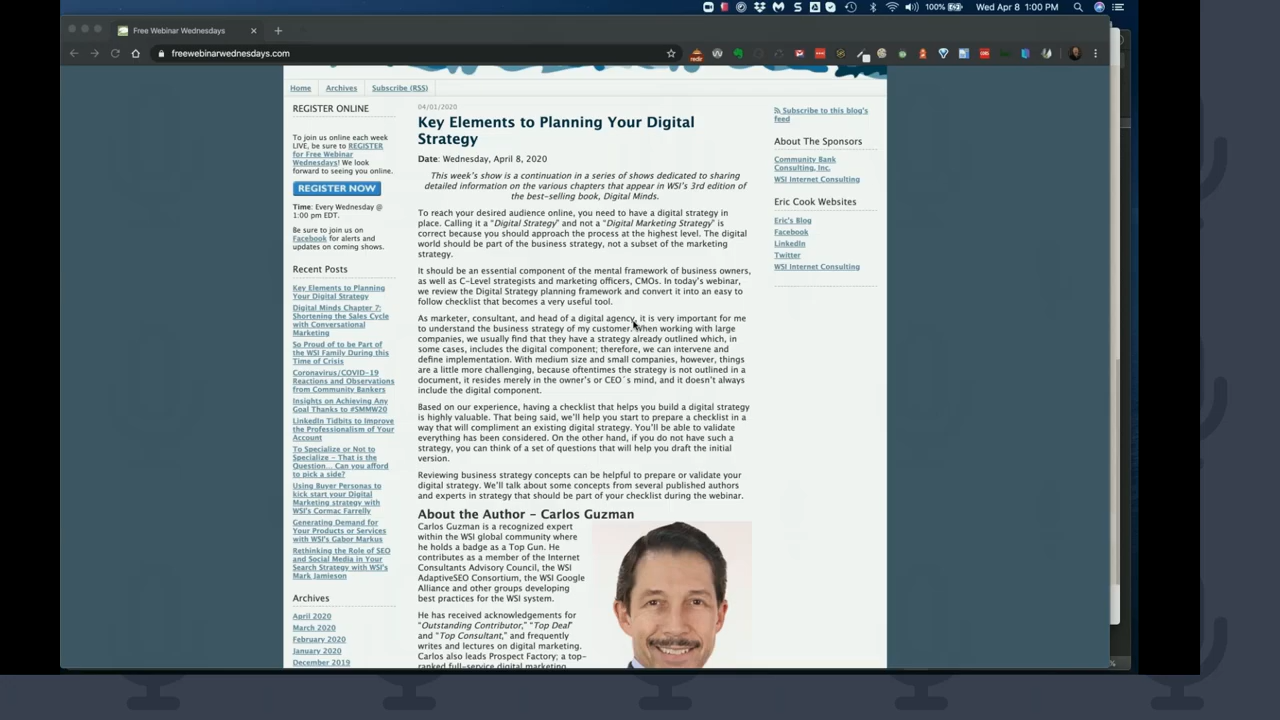 100%
Wed Apr 8 1:00 PM
Free Webinar Wednesdays
freewebinarwednesdays.com
Home
Archives
Subscribe (RSS)
REGISTER ONLINE
To join us online each week
LIVE, be sure to REGISTER
for Free Webinar
Wednesdays! We look
forward to seeing you online.
REGISTER NOW
Time: Every Wednesday @
1:00 pm EDT.
Be sure to join us on
Facebook for alerts and
updates on coming shows.
Recent Posts
Key Elements to Planning
Your Digital Strategy
Digital Minds Chapter 7:
Shortening the Sales Cycle
with Conversational
Marketing
So Proud of to be Part of
the WSI Family During this
Time of Crisis
Coronavirus/COVID-19
Reactions and Observations
from Community Bankers
Insights on Achieving Any
Goal Thanks to #SMMW20
LinkedIn Tidbits to Improve
the Professionalism of Your
Account
To Specialize or Not to
Specialize - That is the
Question... Can you afford
to pick a side?
Using Buyer Personas to
kick start your Digital
Marketing strategy with
WSI's Cormac Farrelly
Generating Demand for
Your Products or Services
with WSI's Gabor Markus
Rethinking the Role of SEO
and Social Media in Your
Search Strategy with WSI's
Mark Jamieson
Archives
April 2020
March 2020
February 2020
January 2020
December 2019
04/01/2020
Key Elements to Planning Your Digital
Strategy
Date: Wednesday, April 8, 2020
This week's show is a continuation in a series of shows dedicated to sharing
detailed information on the various chapters that appear in WSI's 3rd edition of
the best-selling book, Digital Minds.
To reach your desired audience online, you need to have a digital strategy in
place. Calling it a "Digital Strategy" and not a "Digital Marketing Strategy" is
correct because you should approach the process at the highest level. The digital
world should be part of the business strategy, not a subset of the marketing
strategy.
It should be an essential component of the mental framework of business owners,
as well as C-Level strategists and marketing officers, CMOs. In today's webinar,
we review the Digital Strategy planning framework and convert it into an easy to
follow checklist that becomes a very useful tool.
As marketer, consultant, and head of a digital agency, it is very important for me
to understand the business strategy of my customer. When working with large
companies, we usually find that they have a strategy already outlined which, in
some cases, includes the digital component; therefore, we can intervene and
define implementation. With medium size and small companies, however, things
are a little more challenging, because oftentimes the strategy is not outlined in a
document, it resides merely in the owner's or CEO´s mind, and it doesn't always
include the digital component.
Based on our experience, having a checklist that helps you build a digital strategy
is highly valuable. That being said, we'll help you start to prepare a checklist in a
way that will compliment an existing digital strategy. You'll be able to validate
everything has been considered. On the other hand, if you do not have such a
strategy, you can think of a set of questions that will help you draft the initial
version.
Reviewing business strategy concepts can be helpful to prepare or validate your
digital strategy. We'll talk about some concepts from several published authors
and experts in strategy that should be part of your checklist during the webinar.
About the Author - Carlos Guzman
Carlos Guzman is a recognized expert
within the WSI global community where
he holds a badge as a Top Gun. He
contributes as a member of the Internet
Consultants Advisory Council, the WSI
AdaptiveSEO Consortium, the WSI Google
Alliance and other groups developing
best practices for the WSI system.
He has received acknowledgements for
"Outstanding Contributor," "Top Deal"
and "Top Consultant," and frequently
writes and lectures on digital marketing.
Carlos also leads Prospect Factory; a top-
ranked full-service digital marketing
Subscribe to this blog's
feed
About The Sponsors
Community Bank
Consulting, Inc.
WSI Internet Consulting
Eric Cook Websites
Eric's Blog
Facebook
LinkedIn
Twitter
WSI Internet Consulting